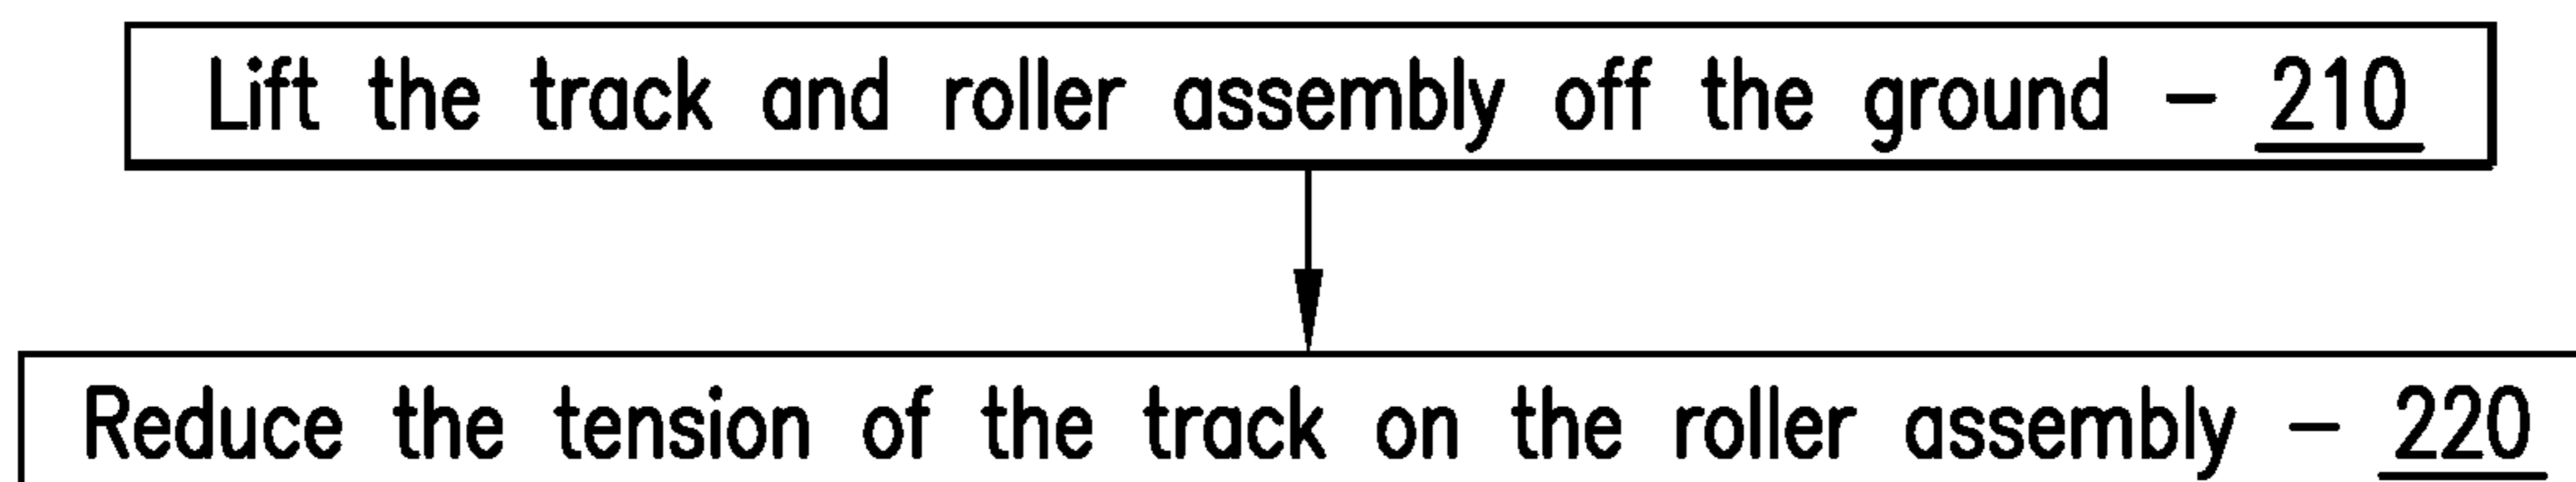 Lift the track and roller assembly off the ground – 210
Reduce the tension of the track on the roller assembly – 220